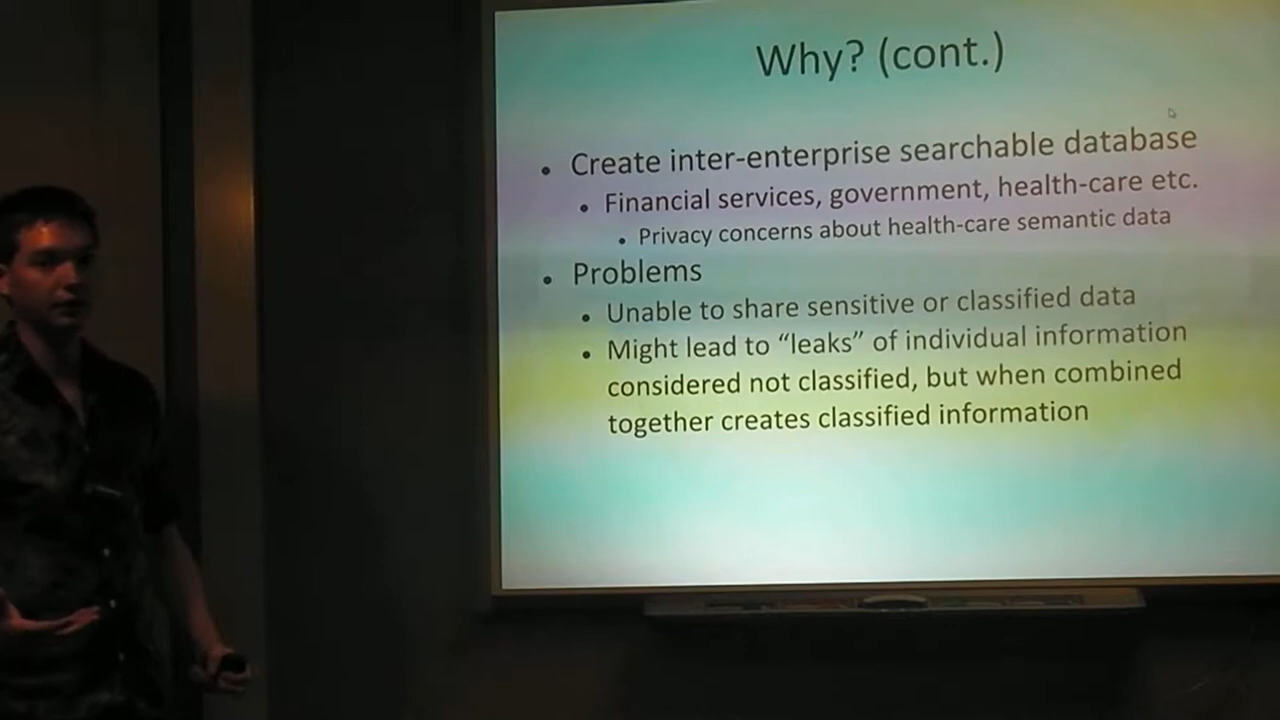 Why? (cont.)
• Create inter-enterprise searchable database
• Financial services, government, health-care etc.
• Privacy concerns about health-care semantic data
• Problems
• Unable to share sensitive or classified data
• Might lead to “leaks” of individual information
considered not classified, but when combined
together creates classified information